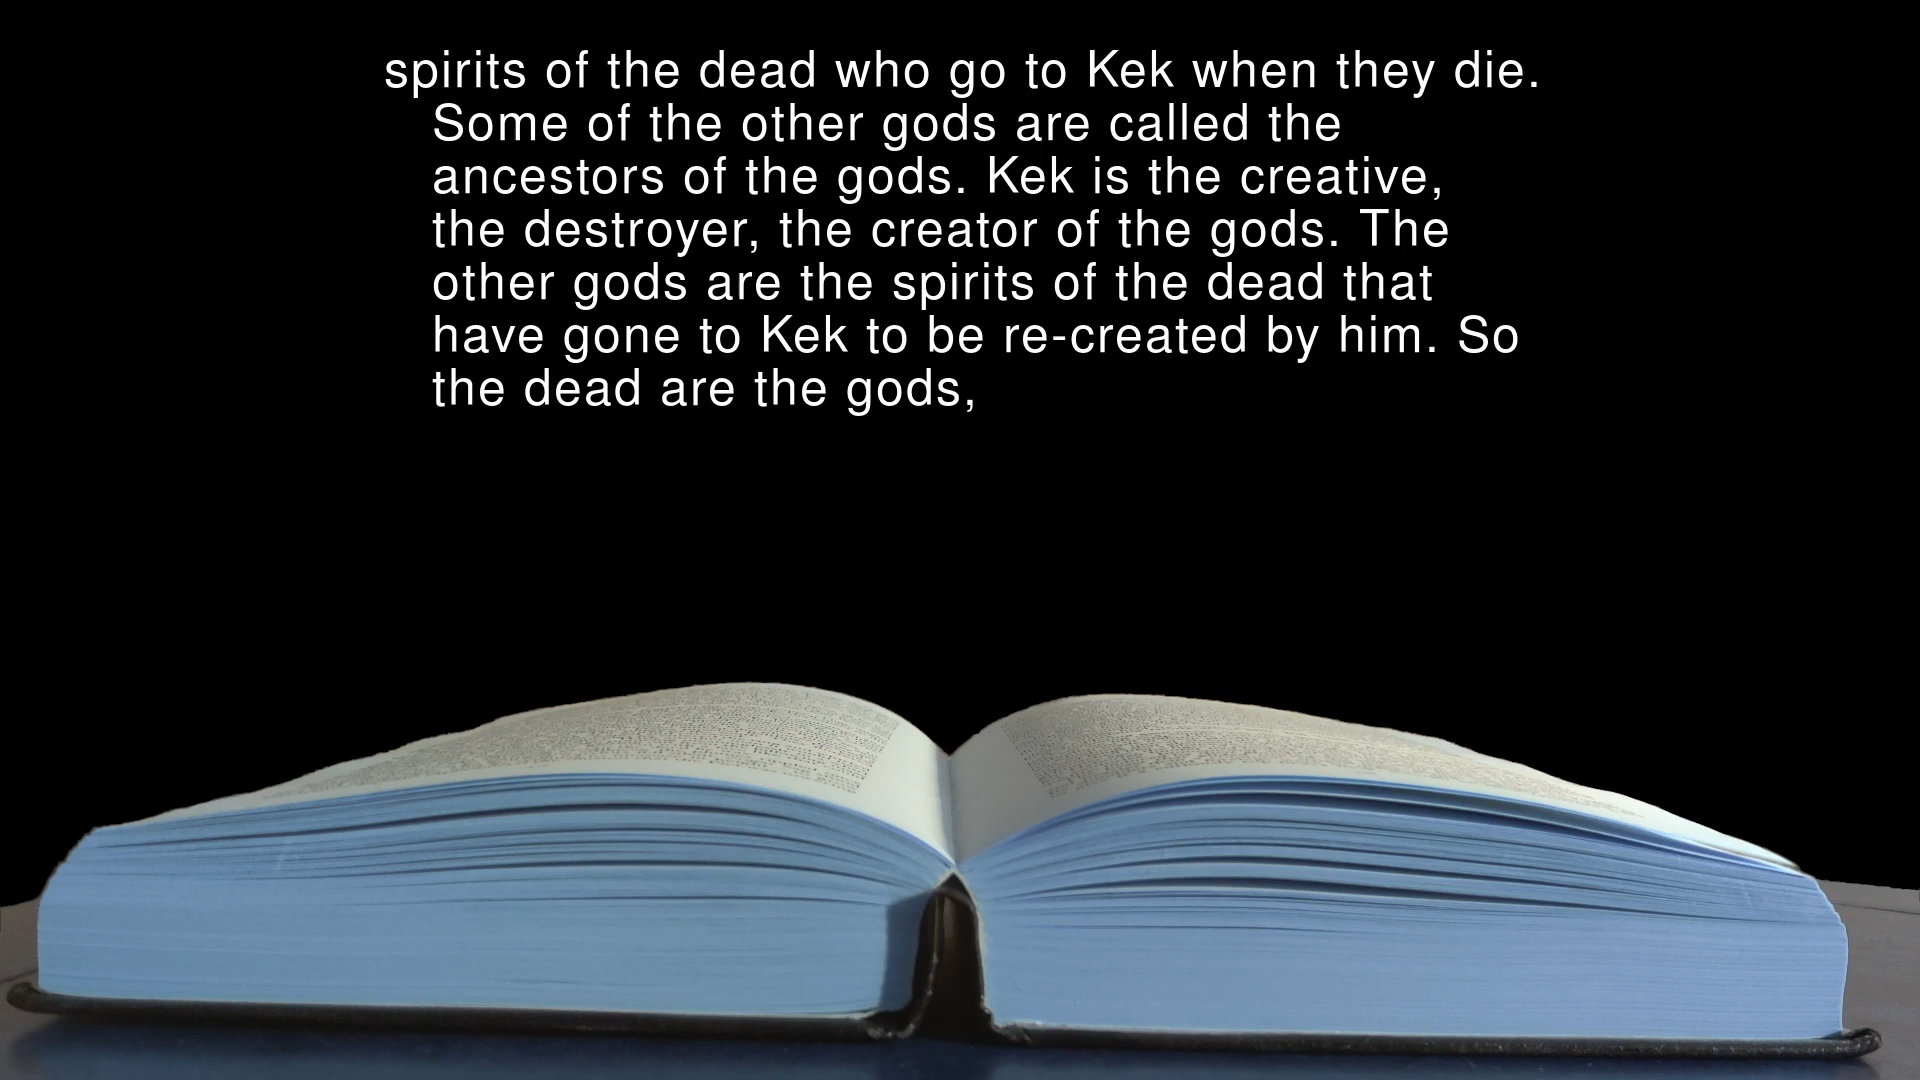 spirits of the dead who go to Kek when they die.
Some of the other gods are called the
ancestors of the gods. Kek is the creative,
the destroyer, the creator of the gods. The
other gods are the spirits of the dead that
have gone to Kek to be re-created by him. So
the dead are the gods,